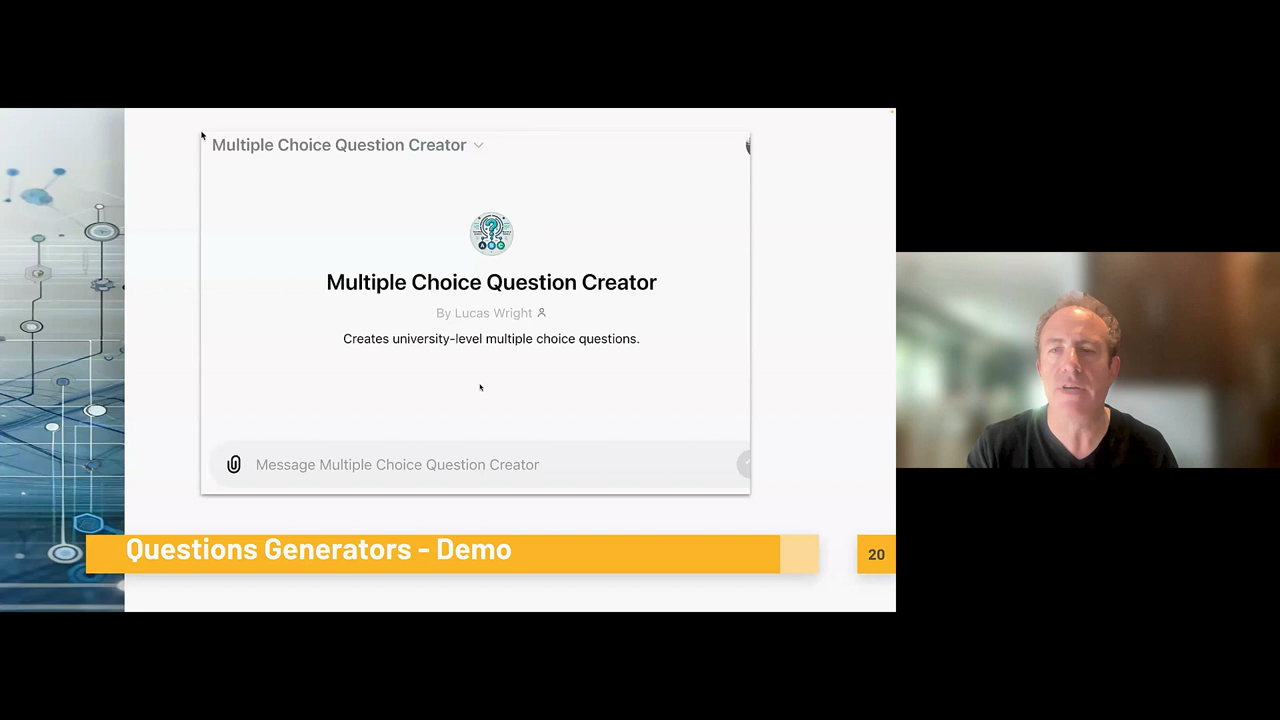 Multiple Choice Question Creator
Multiple Choice Question Creator
By Lucas Wright
Creates university-level multiple choice questions.
Message Multiple Choice Question Creator
Questions Generators - Demo
20